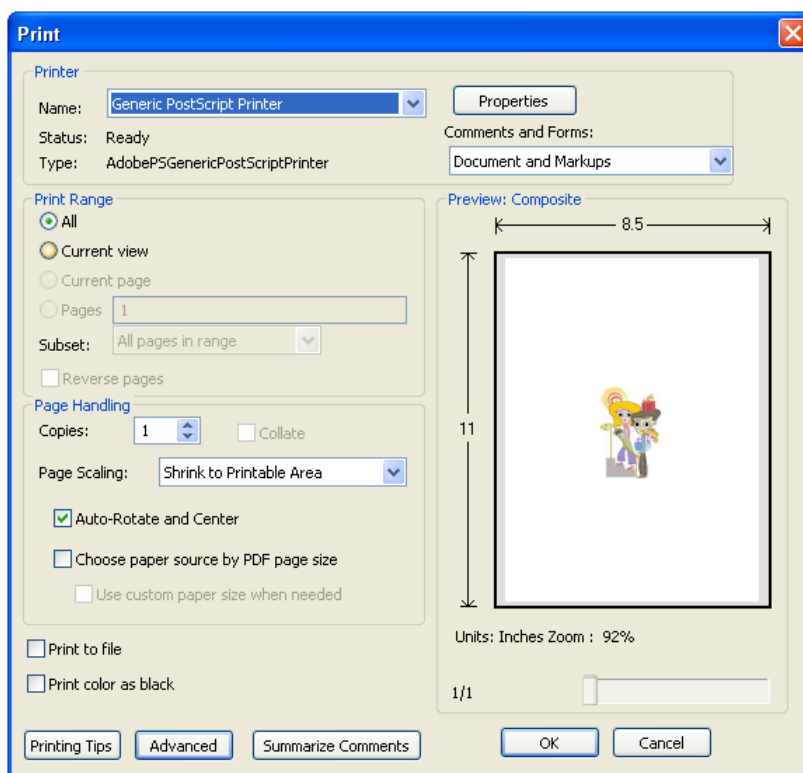 Print
Printer
Name: Generic PostScript Printer
Properties
Status: Ready
Comments and Forms:
Type: AdobePSGenericPostScriptPrinter
Document and Markups
Print Range
All
Current view
Current page
Pages 1
Subset: All pages in range
Reverse pages
Page Handling
Copies: 1
Collate
Page Scaling: Shrink to Printable Area
Auto-Rotate and Center
Choose paper source by PDF page size
Use custom paper size when needed
Print to file
Print color as black
Preview: Composite
8.5
11
Units: Inches Zoom : 92%
1/1
Printing Tips
Advanced
Summarize Comments
OK
Cancel